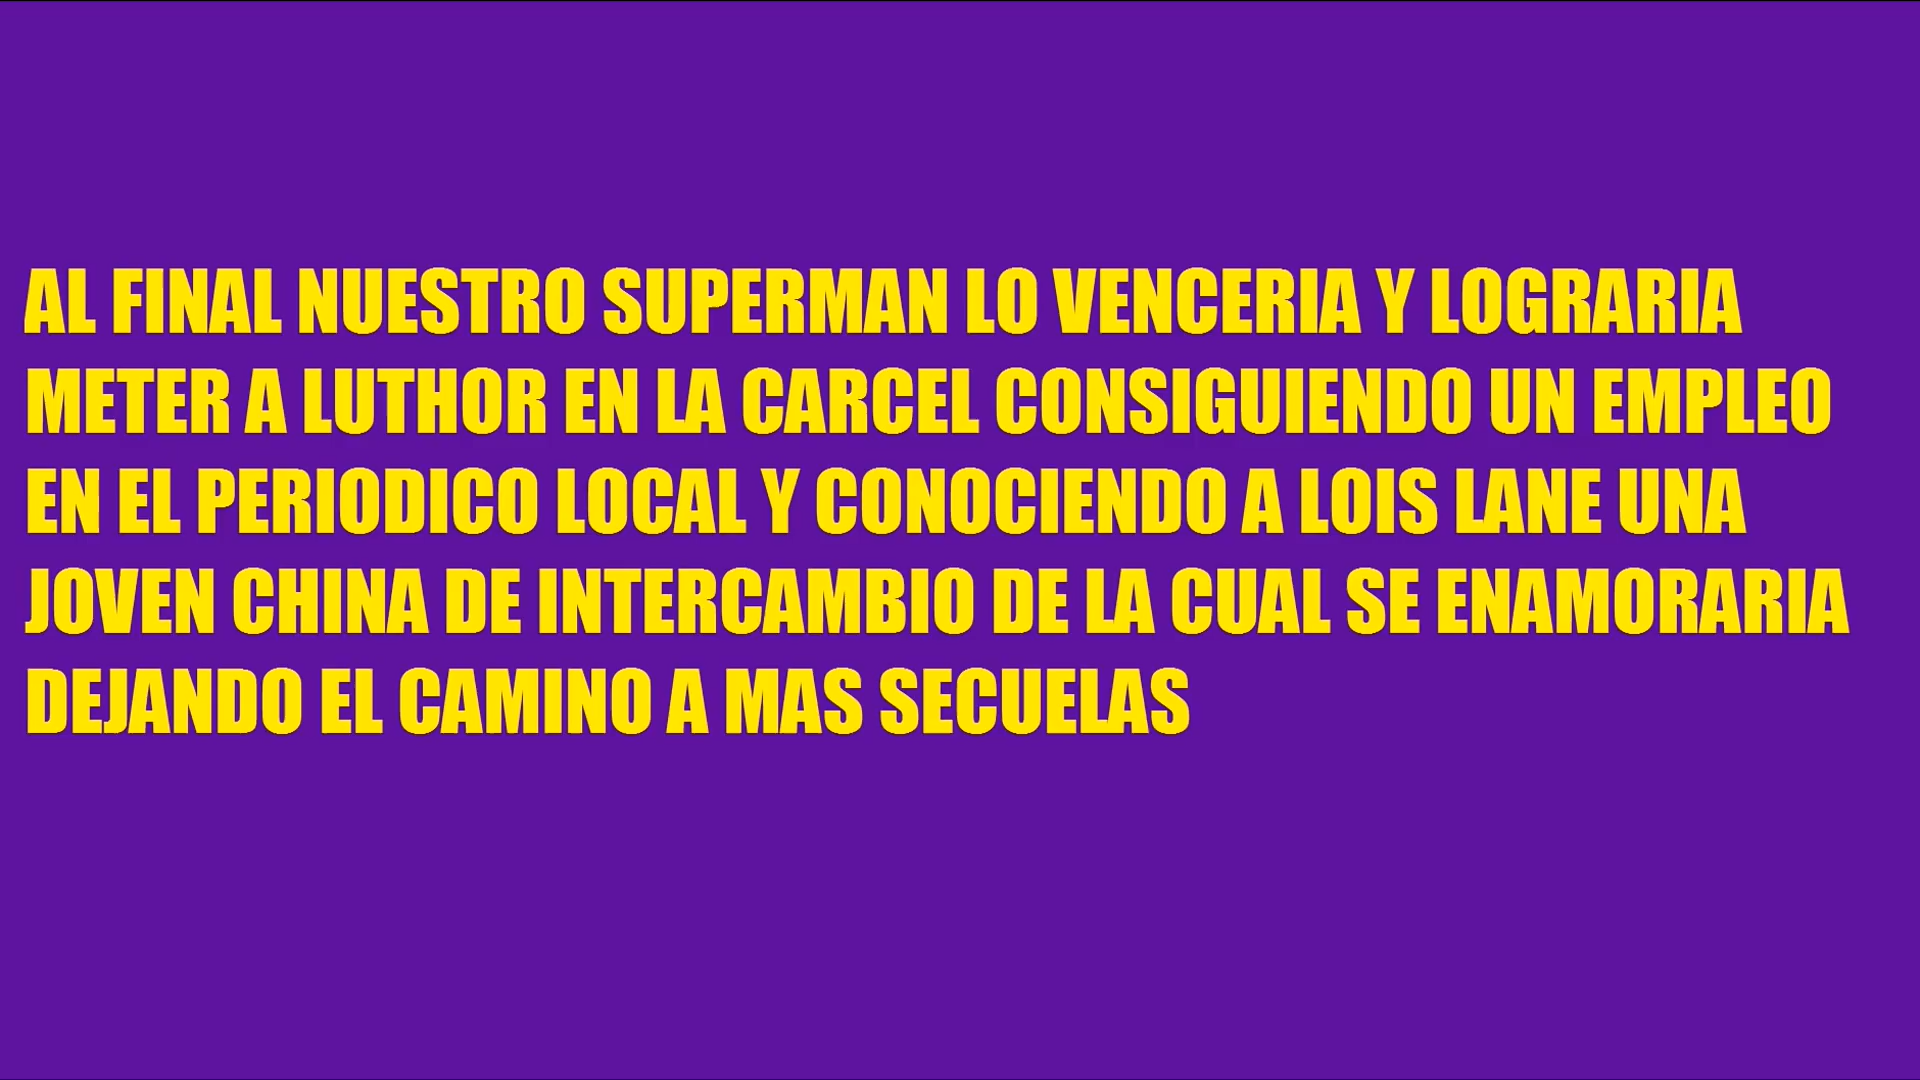 AL FINAL NUESTRO SUPERMAN LO VENCERIA Y LOGRARIA
METER A LUTHOR EN LA CARCEL CONSIGUIENDO UN EMPLEO
EN EL PERIODICO LOCAL Y CONOCIENDO A LOIS LANE UNA
JOVEN CHINA DE INTERCAMBIO DE LA CUAL SE ENAMORARIA
DEJANDO EL CAMINO A MAS SECUELAS